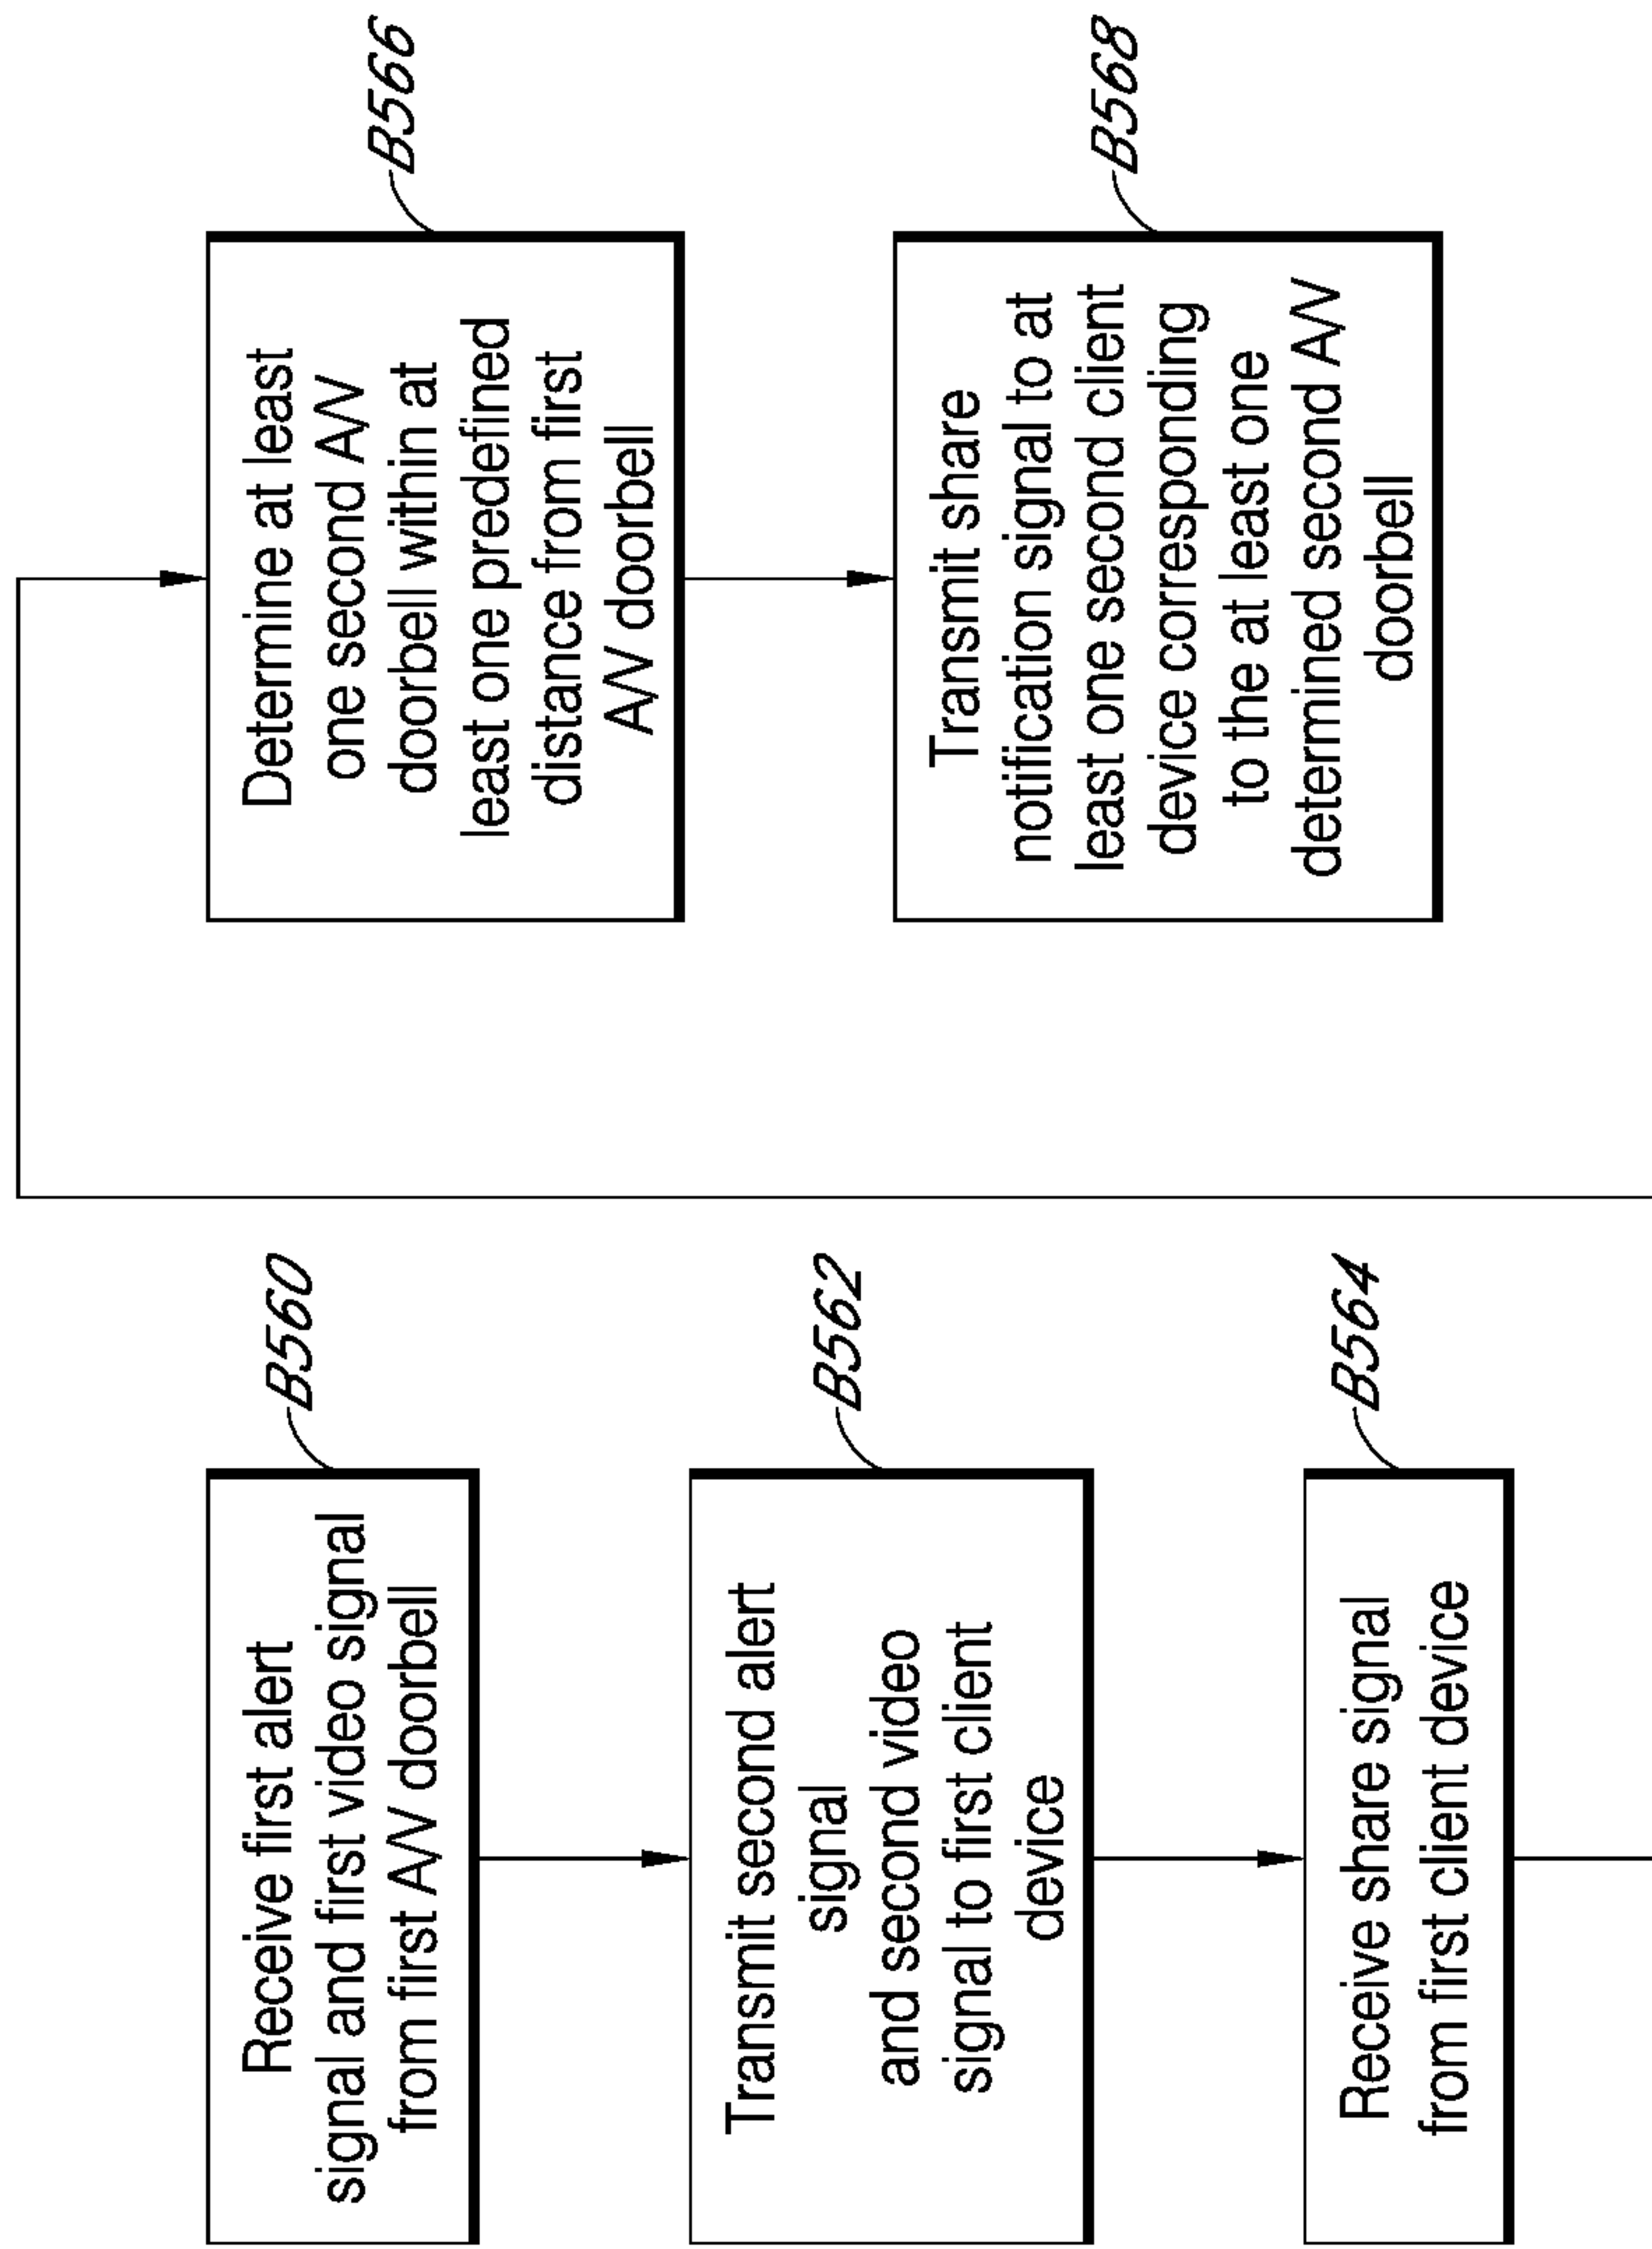 Receive first alert
signal and first video signal
from first A/V doorbell
B560
Transmit second alert
signal
and second video
signal to first client
device
B562
Receive share signal
from first client device
B564
Determine at least
one second A/V
doorbell within at
least one predefined
distance from first
A/V doorbell
B566
Transmit share
notification signal to at
least one second client
device corresponding
to the at least one
determined second A/V
doorbell
B568